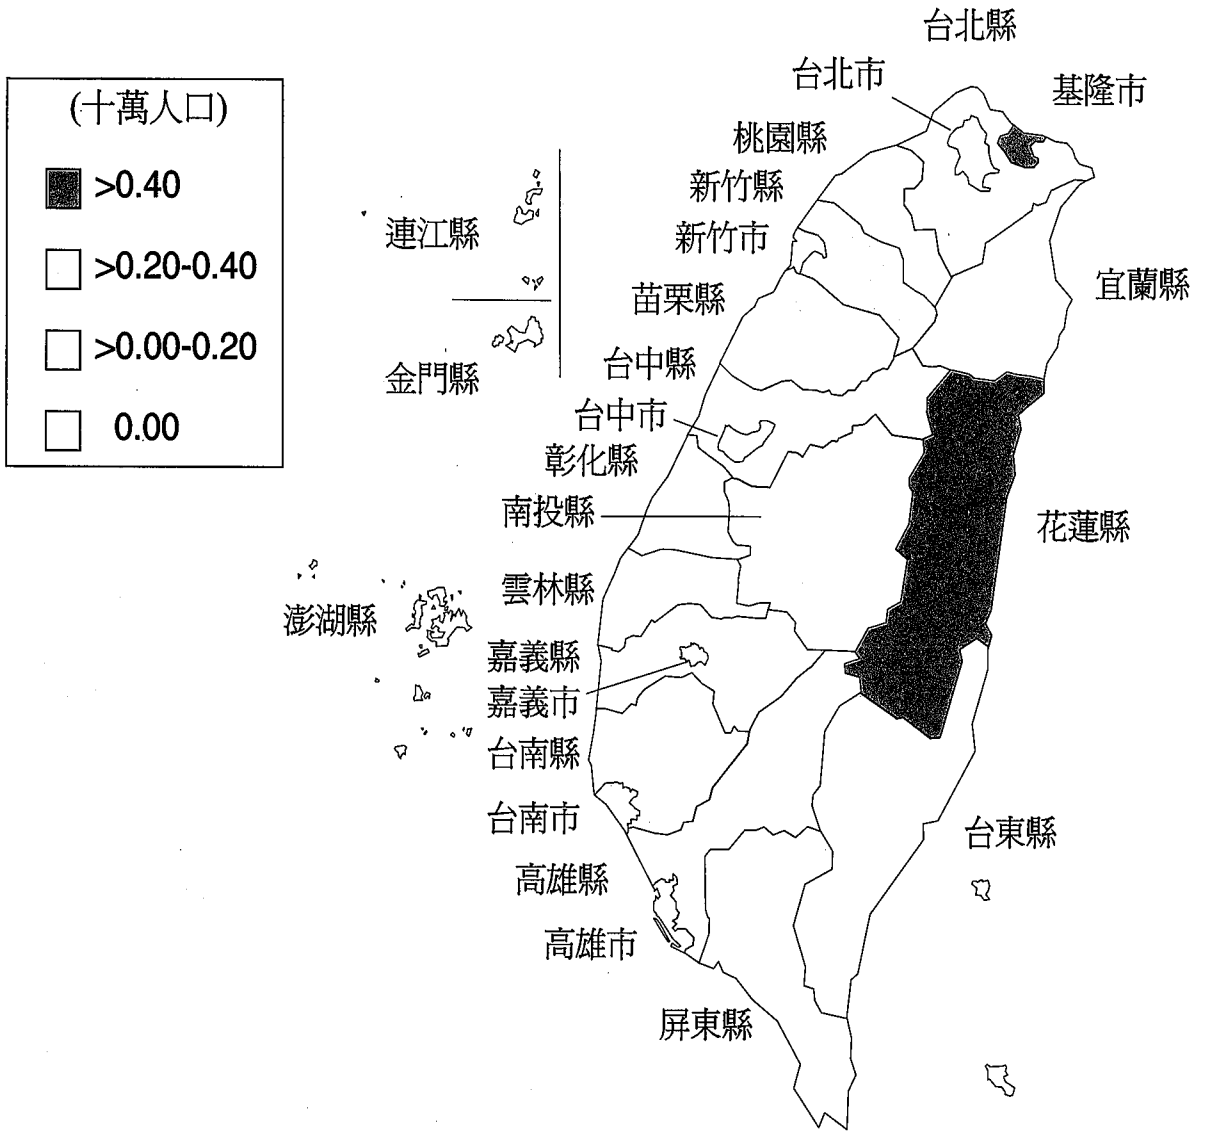 (十萬人口)
>0.40
>0.20-0.40
>0.00-0.20
0.00
台北縣
台北市
基隆市
桃園縣
新竹縣
新竹市
連江縣
宜蘭縣
苗栗縣
台中縣
金門縣
台中市
彰化縣
南投縣
花蓮縣
雲林縣
澎湖縣
嘉義縣
嘉義市
台南縣
台南市
台東縣
高雄縣
高雄市
屏東縣